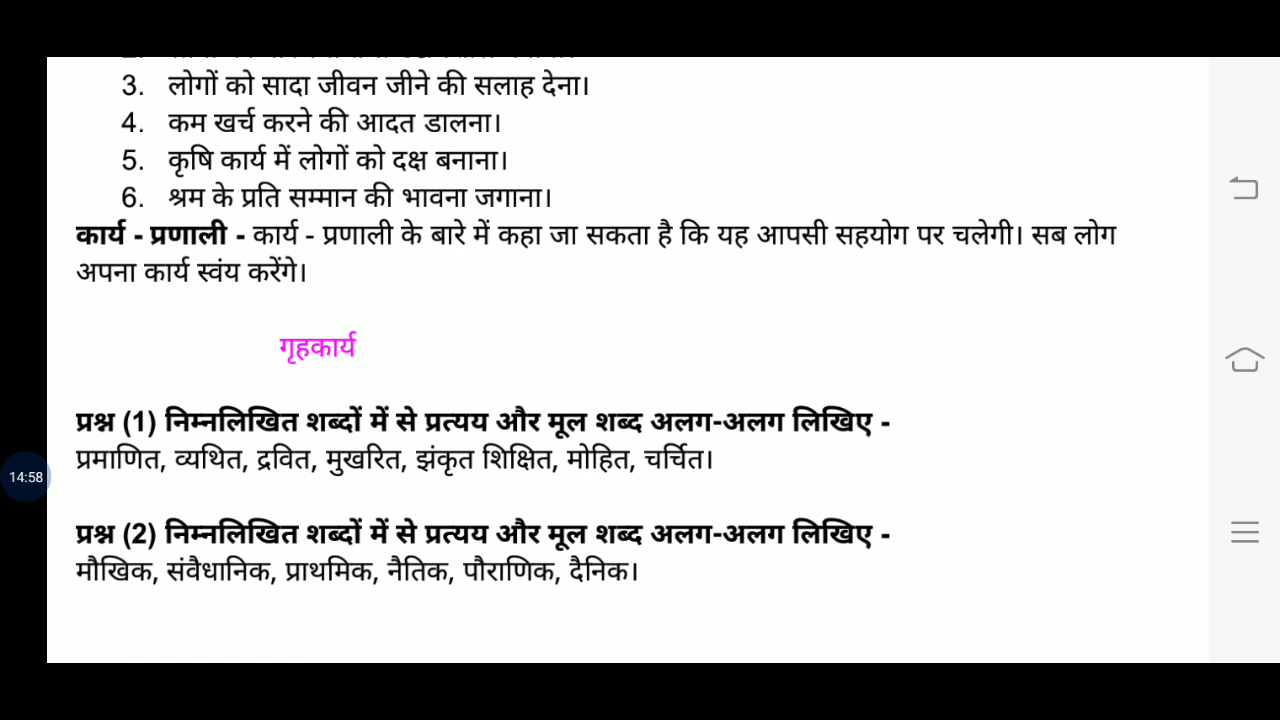 3. लोगों को सादा जीवन जीने की सलाह देना।
4. कम खर्च करने की आदत डालना।
5. कृषि कार्य में लोगों को दक्ष बनाना।
6. श्रम के प्रति सम्मान की भावना जगाना।
कार्य - प्रणाली - कार्य - प्रणाली के बारे में कहा जा सकता है कि यह आपसी सहयोग पर चलेगी। सब लोग
अपना कार्य स्वंय करेंगे।
गृहकार्य
प्रश्न (1) निम्नलिखित शब्दों में से प्रत्यय और मूल शब्द अलग-अलग लिखिए -
प्रमाणित, व्यथित, द्रवित, मुखरित, झंकृत शिक्षित, मोहित, चर्चित।
14:58
प्रश्न (2) निम्नलिखित शब्दों में से प्रत्यय और मूल शब्द अलग-अलग लिखिए -
मौखिक, संवैधानिक, प्राथमिक, नैतिक, पौराणिक, दैनिक।